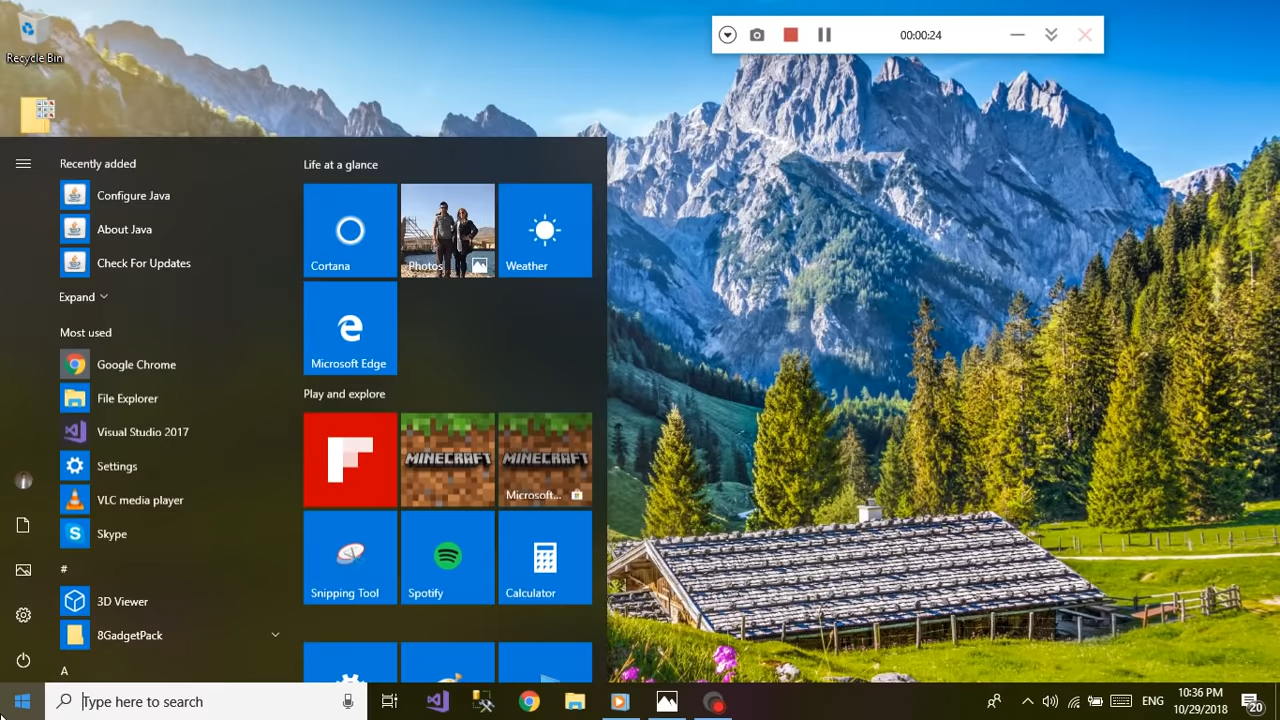 Recycle Bin
00:00:24
Recently added
Configure Java
About Java
Check For Updates
Expand
Most used
Google Chrome
File Explorer
Visual Studio 2017
Settings
VLC media player
Skype
#
3D Viewer
8GadgetPack
A
Life at a glance
Cortana
Photos
Weather
Microsoft Edge
Play and explore
MINECRAFT
MINECRAFT
Microsoft...
Snipping Tool
Spotify
Calculator
Type here to search
ENG
10:36 PM
10/29/2018
20